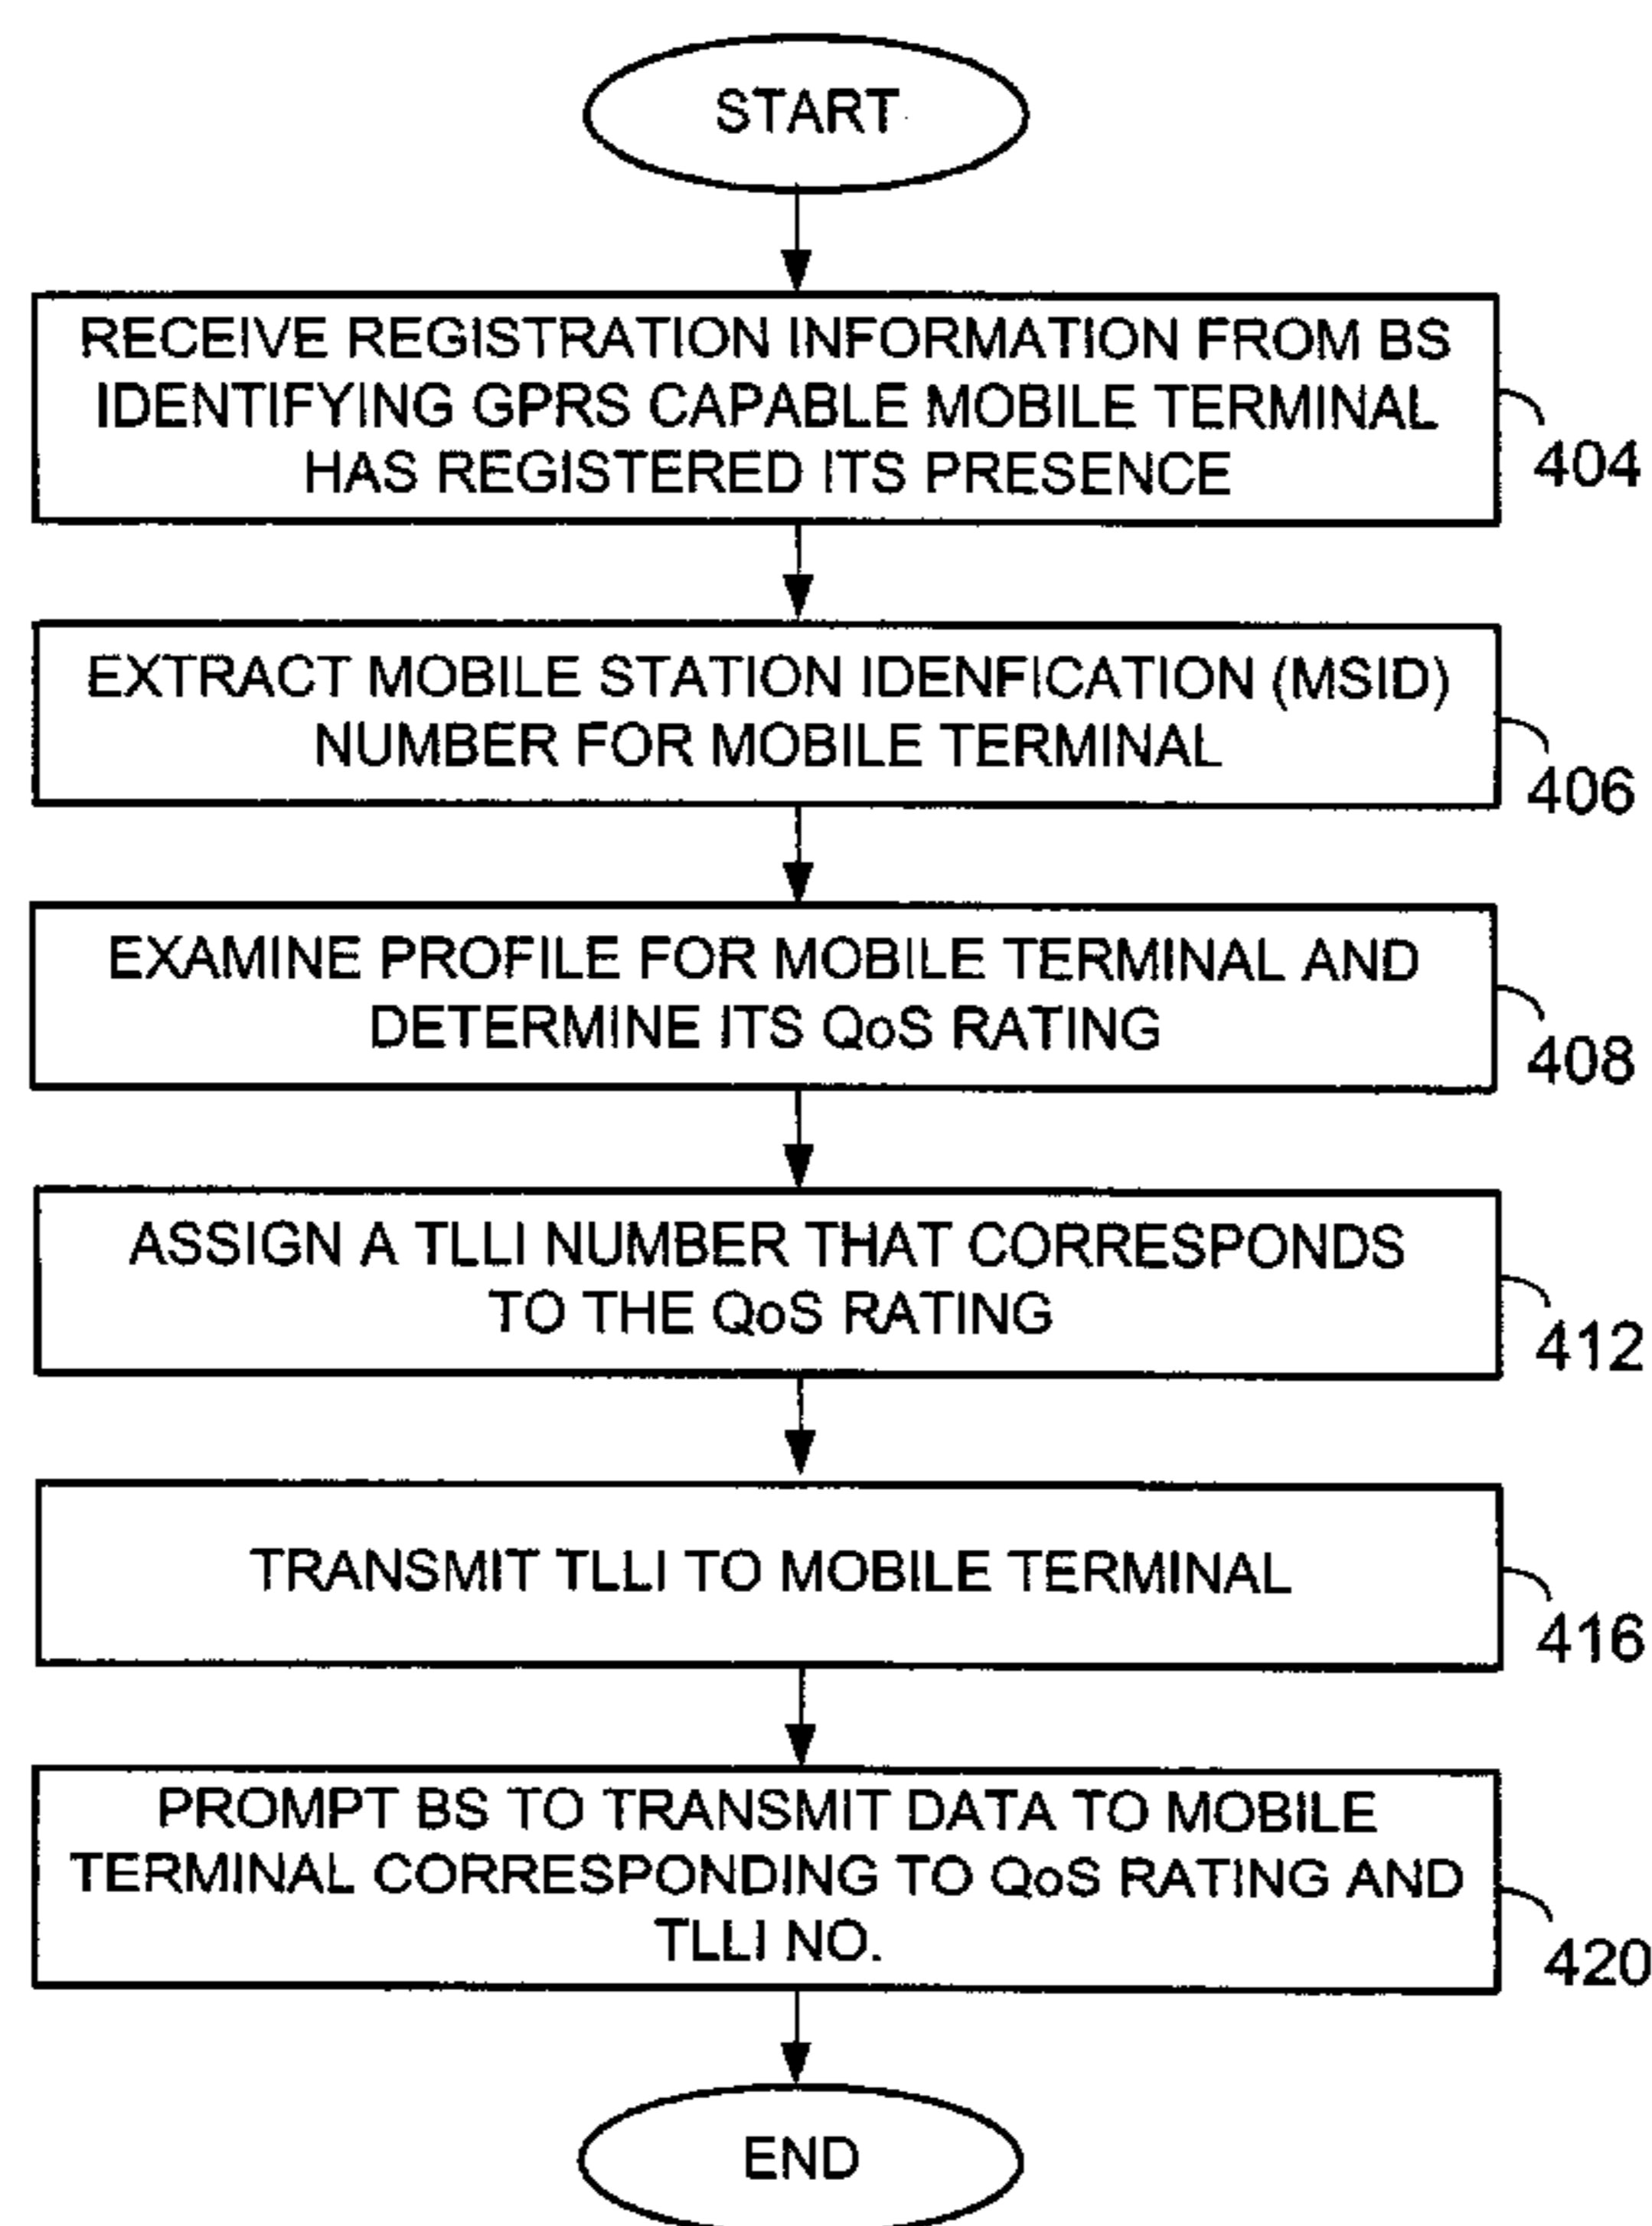 START
RECEIVE REGISTRATION INFORMATION FROM BS
IDENTIFYING GPRS CAPABLE MOBILE TERMINAL
HAS REGISTERED ITS PRESENCE
404
EXTRACT MOBILE STATION IDENFICATION (MSID)
NUMBER FOR MOBILE TERMINAL
406
EXAMINE PROFILE FOR MOBILE TERMINAL AND
DETERMINE ITS QoS RATING
408
ASSIGN A TLLI NUMBER THAT CORRESPONDS
TO THE QoS RATING
412
TRANSMIT TLLI TO MOBILE TERMINAL
416
PROMPT BS TO TRANSMIT DATA TO MOBILE
TERMINAL CORRESPONDING TO QoS RATING AND
TLLI NO.
420
END